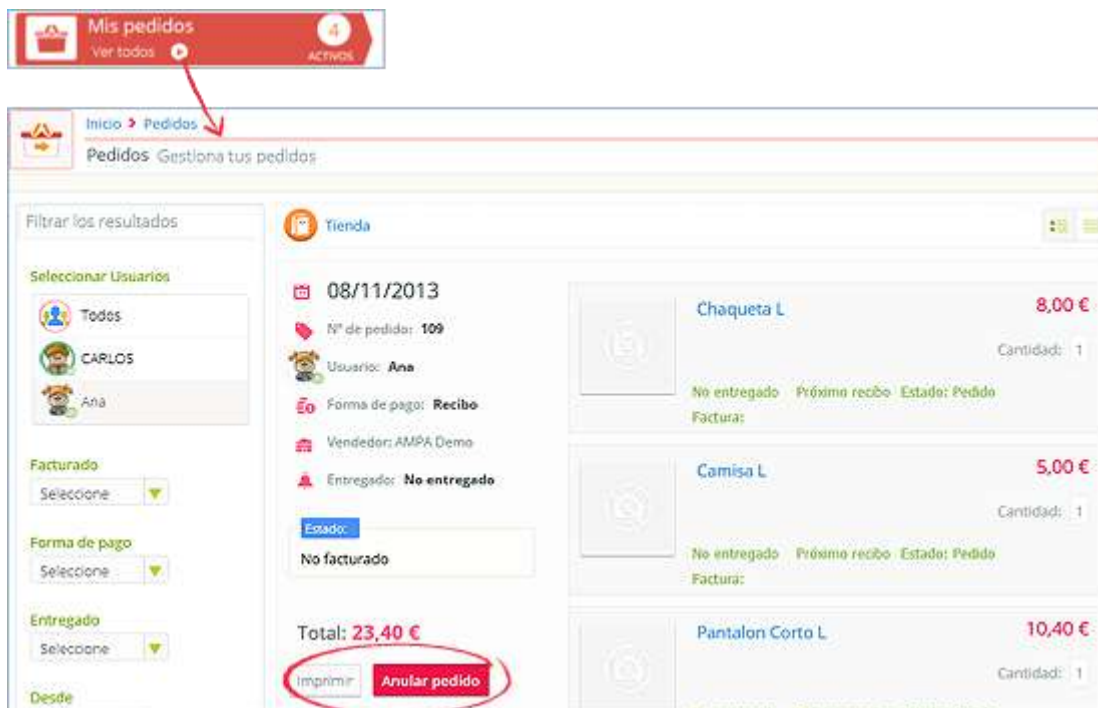 Mis pedidos
Ver todos
4
ACTIVOS
Inicio > Pedidos
Pedidos Gestiona tus pedidos
Filtrar los resultados
Seleccionar Usuarios
Todos
CARLOS
Ana
Facturado
Seleccione
Forma de pago
Seleccione
Entregado
Seleccione
Desde
Tienda
08/11/2013
Nº de pedido: 109
Usuario: Ana
Forma de pago: Recibo
Vendedor: AMPA Demo
Entregado: No entregado
Estado:
No facturado
Total: 23,40 €
Imprimir
Anular pedido
Chaqueta L
8,00 €
Cantidad: 1
No entregado Próximo recibo Estado: Pedido
Factura:
Camisa L
5,00 €
Cantidad: 1
No entregado Próximo recibo Estado: Pedido
Factura:
Pantalon Corto L
10,40 €
Cantidad: 1